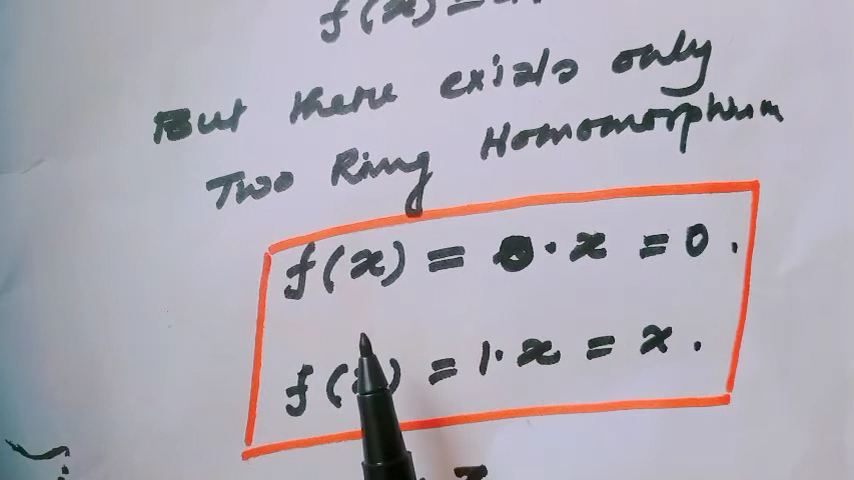 f(x) =
But there exists only
Two Ring Homomorphism
f(x) = 0 · x = 0 .
f(x) = 1 · x = x .